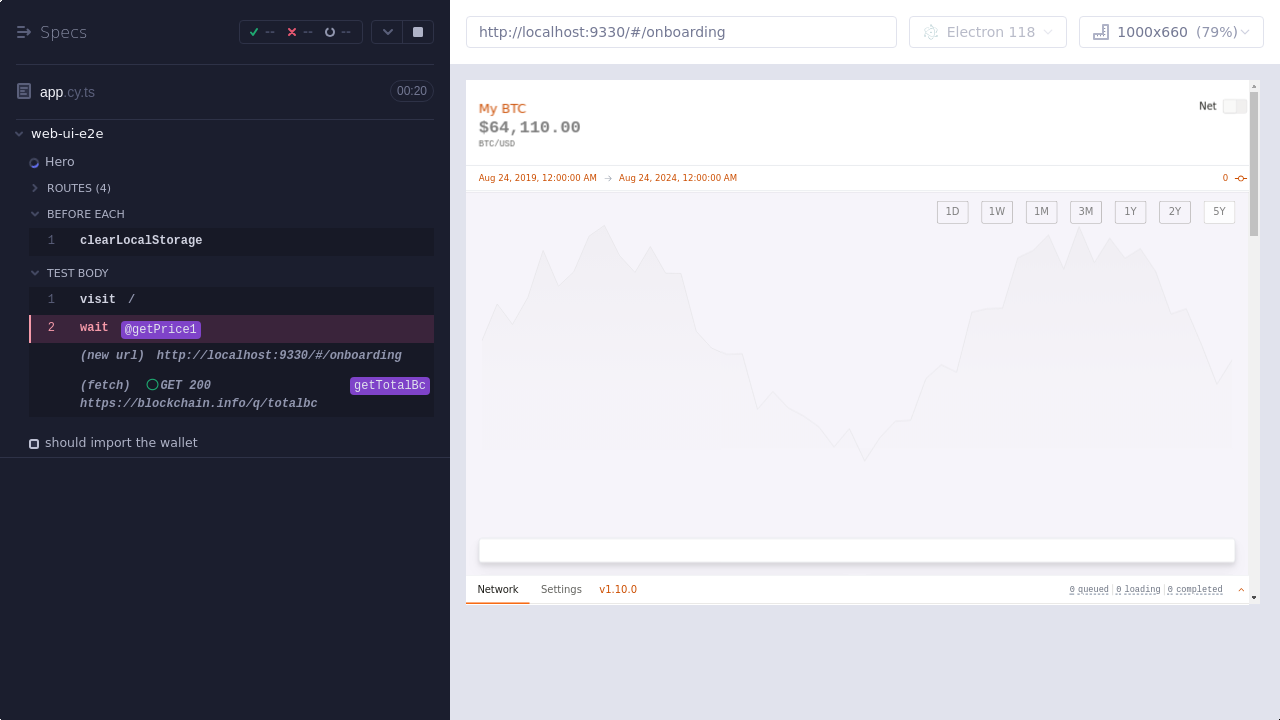 Specs
-- -- --
app.cy.ts 00:20
web-ui-e2e
Hero
ROUTES (4)
BEFORE EACH
1 clearLocalStorage
TEST BODY
1 visit /
2 wait @getPrice1
(new url) http://localhost:9330/#/onboarding
(fetch) GET 200 getTotalBc
https://blockchain.info/q/totalbc
should import the wallet
http://localhost:9330/#/onboarding
Electron 118
1000x660 (79%)
My BTC
$64,110.00
BTC/USD
Net
Aug 24, 2019, 12:00:00 AM → Aug 24, 2024, 12:00:00 AM
0
1D 1W 1M 3M 1Y 2Y 5Y
Network Settings v1.10.0
0 queued 0 loading 0 completed